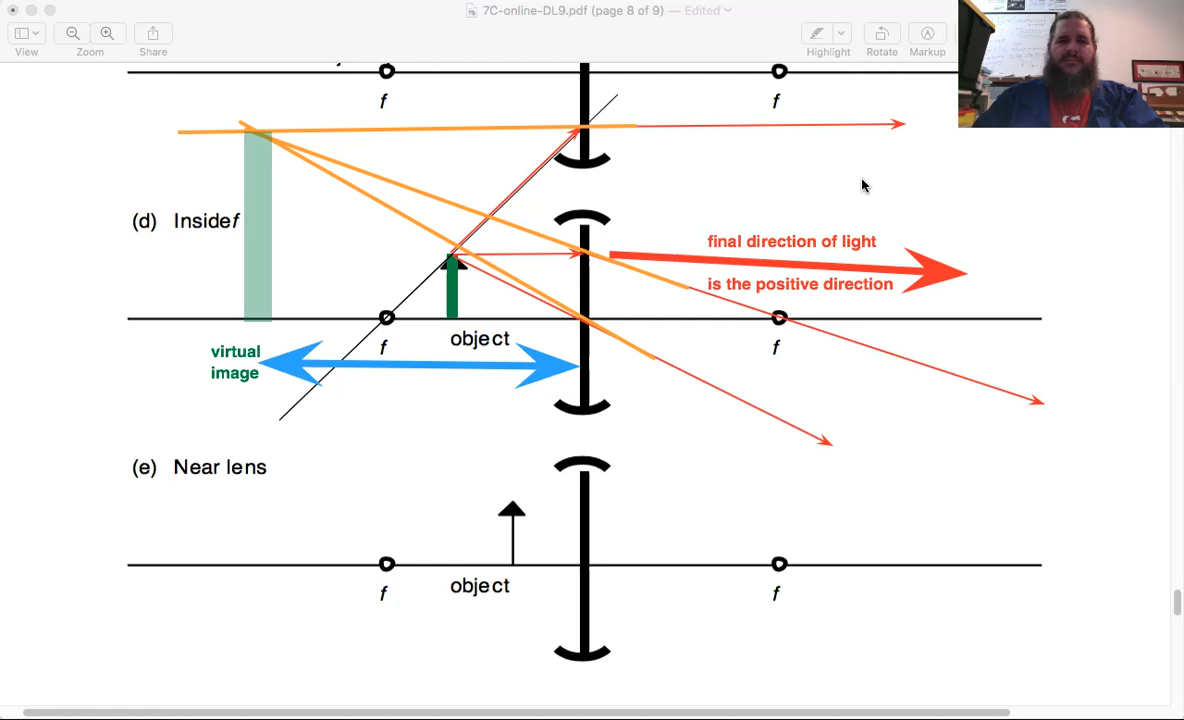 7C-online-DL9.pdf (page 8 of 9) — Edited
View
Zoom
Share
Highlight
Rotate
Markup
f
f
(d) Insidef
final direction of light
is the positive direction
object
f
f
virtual
image
(e) Near lens
object
f
f